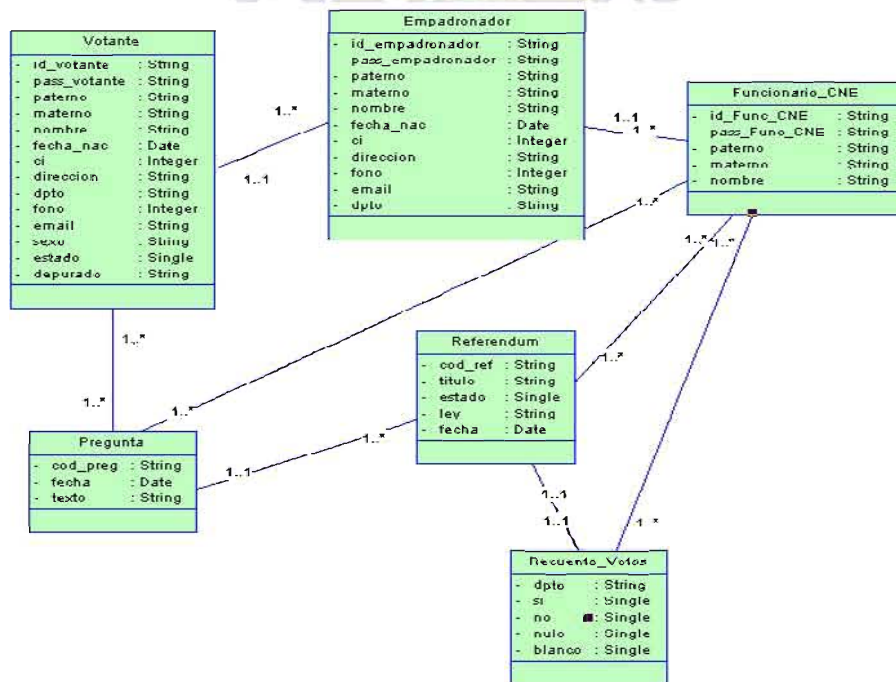 Votante
- id_votante : String
- pass_votante : String
- paterno : String
- materno : String
- nombre : String
- fecha_nac : Date
- ci : Integer
- direccion : String
- dpto : String
- fono : Integer
- email : String
- sexo : String
- estado : Single
- depurado : String
Empadronador
- id_empadronador : String
pass_empadronador : String
- paterno : String
- materno : String
- nombre : String
- fecha_nac : Date
- ci : Integer
- direccion : String
- fono : Integer
- email : String
- dpto : String
Funcionario_CNE
- id_Func_CNE : String
pass_Func_CNE : String
- paterno : String
- materno : String
- nombre : String
1..*
1..1
1..1
1..*
1..*
1..*
1..*
1..*
1..*
1..*
1..*
1..*
1..1
Referendum
- cod_ref : String
- titulo : String
- estado : Single
- ley : String
- fecha : Date
Pregunta
- cod_preg : String
- fecha : Date
- texto : String
1..1
1..1
1..*
Recuento_Votos
- dpto : String
- si : Single
- no : Single
- nulo : Single
- blanco : Single